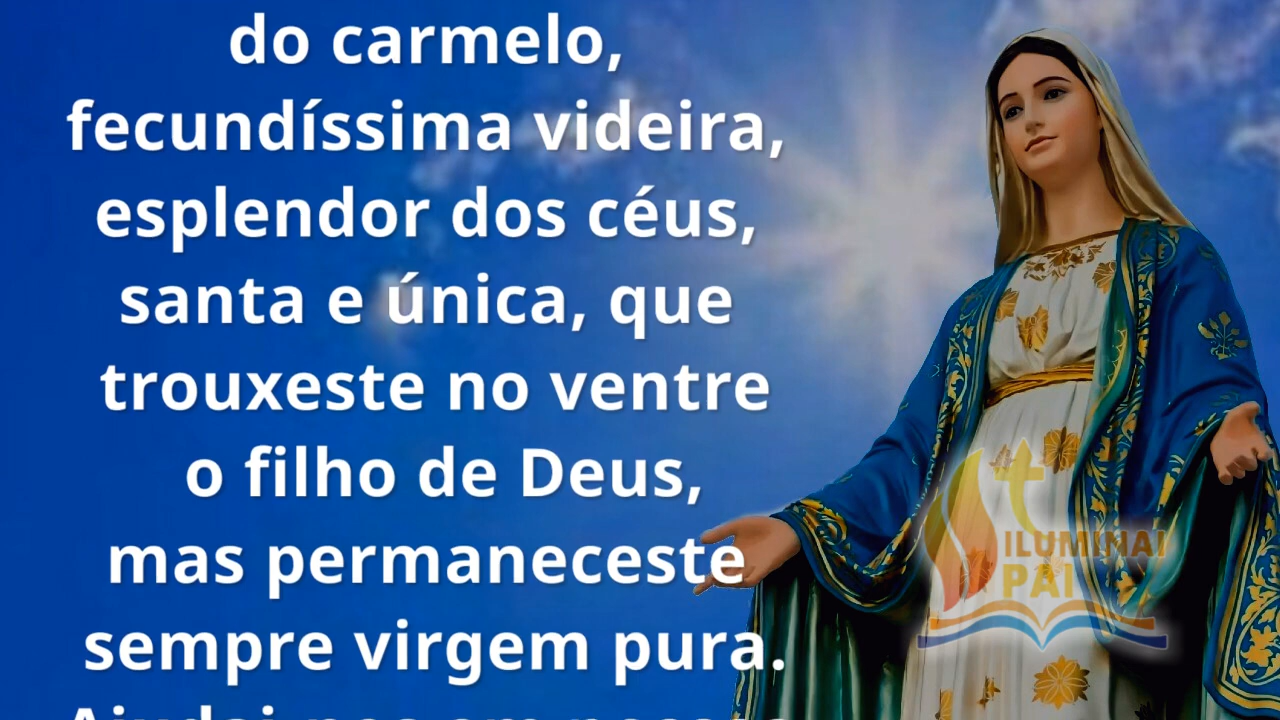 do carmelo,
fecundíssima videira,
esplendor dos céus,
santa e única, que
trouxeste no ventre
o filho de Deus,
mas permaneceste
sempre virgem pura.
ILUMINAI
PAI